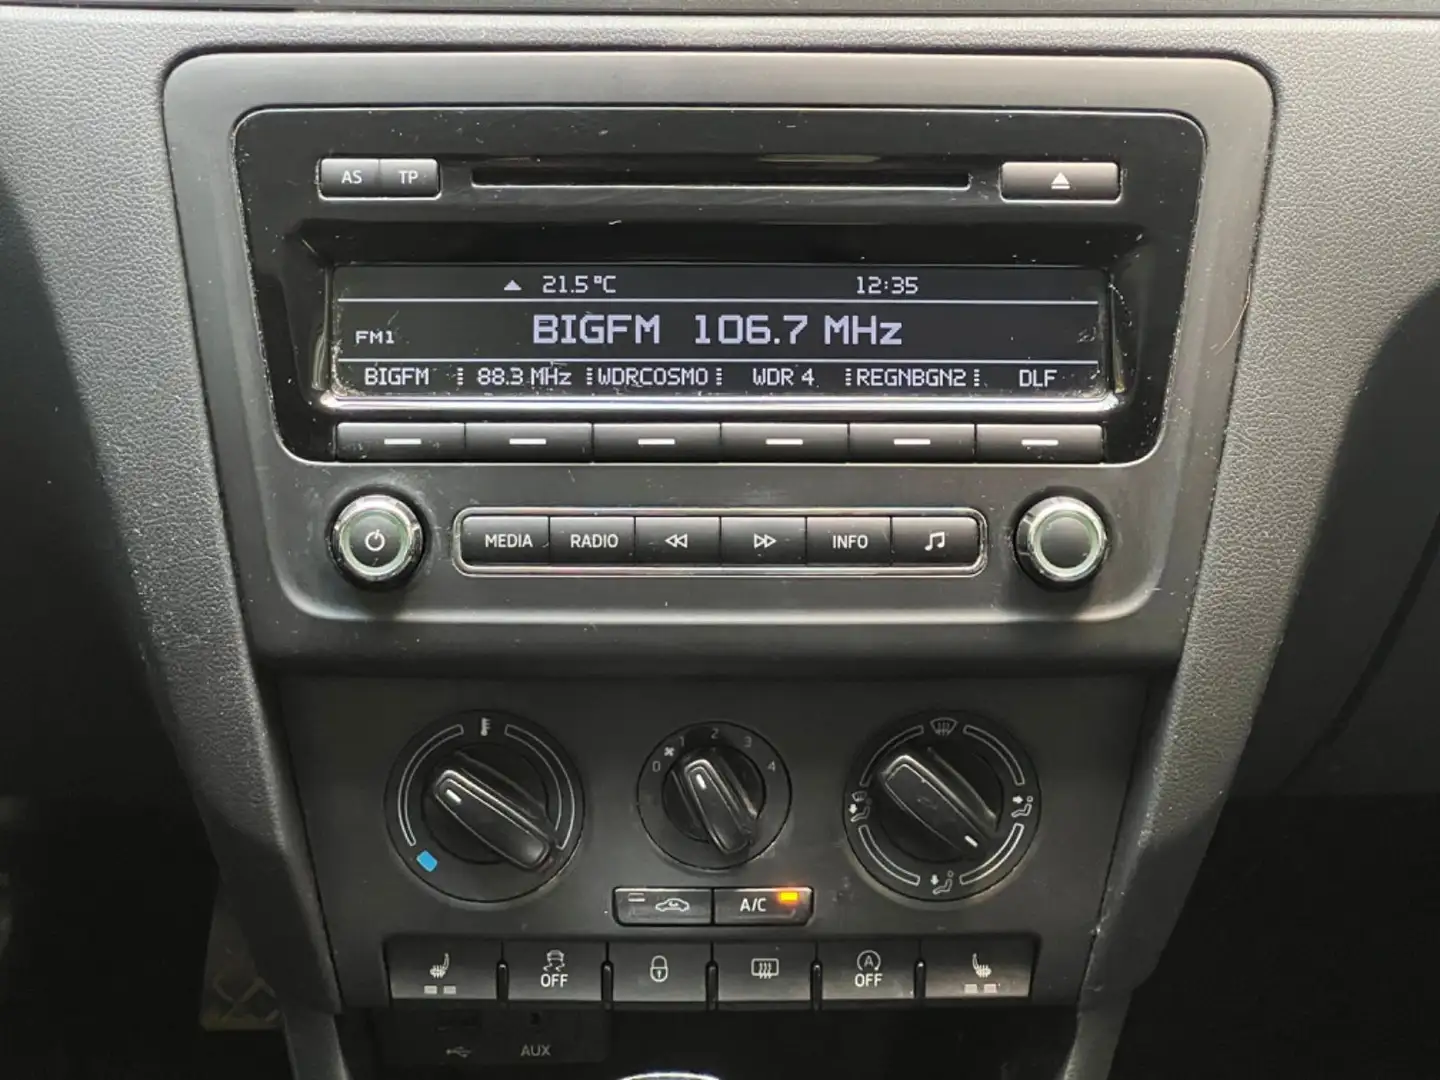 AS TP
21.5°C 12:35
FM1 BIGFM 106.7 MHz
BIGFM 88.3 MHz WDRCOSMO WDR 4 REGNBGN2 DLF
MEDIA RADIO INFO
0 1 2 3 4
A/C
OFF A OFF
AUX